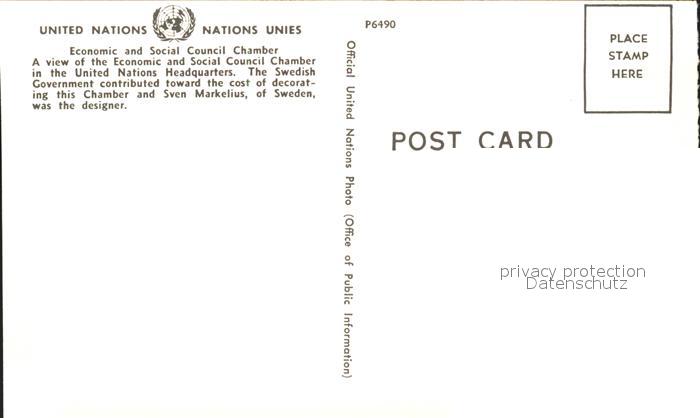 UNITED NATIONS NATIONS UNIES
Economic and Social Council Chamber
A view of the Economic and Social Council Chamber
in the United Nations Headquarters. The Swedish
Government contributed toward the cost of decorat-
ing this Chamber and Sven Markelius, of Sweden,
was the designer.
Official United Nations Photo (Office of Public Information)
P6490
PLACE
STAMP
HERE
POST CARD
privacy protection
Datenschutz